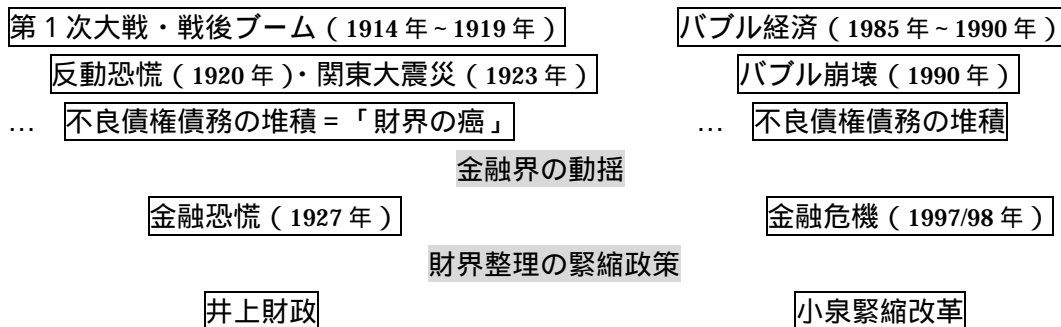 第1次大戦・戦後ブーム(1914年~1919年) バブル経済(1985年~1990年)
反動恐慌(1920年)・関東大震災(1923年) バブル崩壊(1990年)
… 不良債権債務の堆積=「財界の癌」 … 不良債権債務の堆積
金融界の動揺
金融恐慌(1927年) 金融危機(1997/98年)
財界整理の緊縮政策
井上財政 小泉緊縮改革